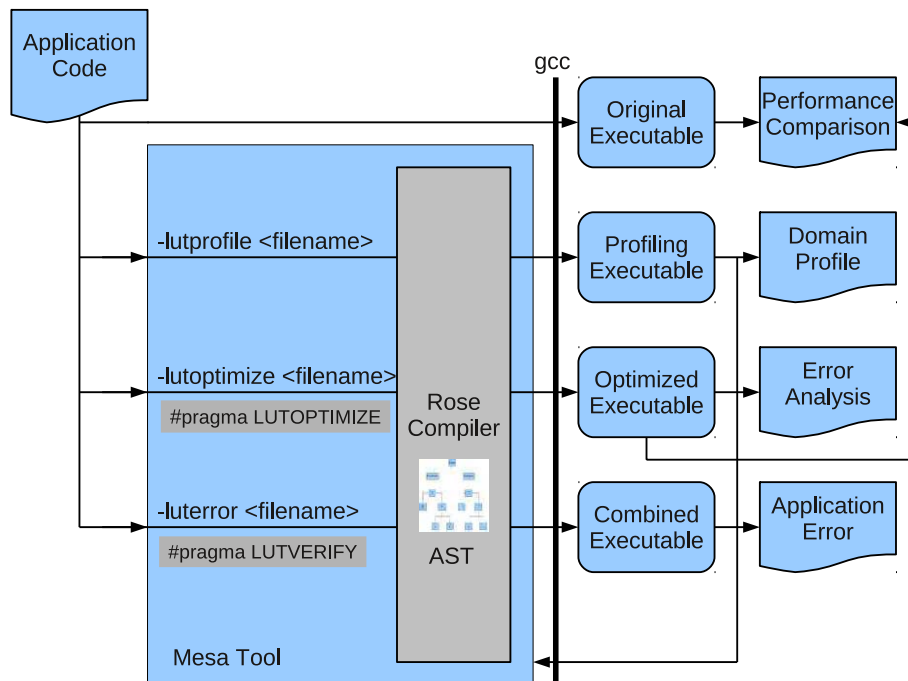 Application
Code
gcc
Original
Executable
Performance
Comparison
-lutprofile <filename>
Profiling
Executable
Domain
Profile
-lutoptimize <filename>
#pragma LUTOPTIMIZE
Rose
Compiler
Optimized
Executable
Error
Analysis
-luterror <filename>
#pragma LUTVERIFY
AST
Combined
Executable
Application
Error
Mesa Tool